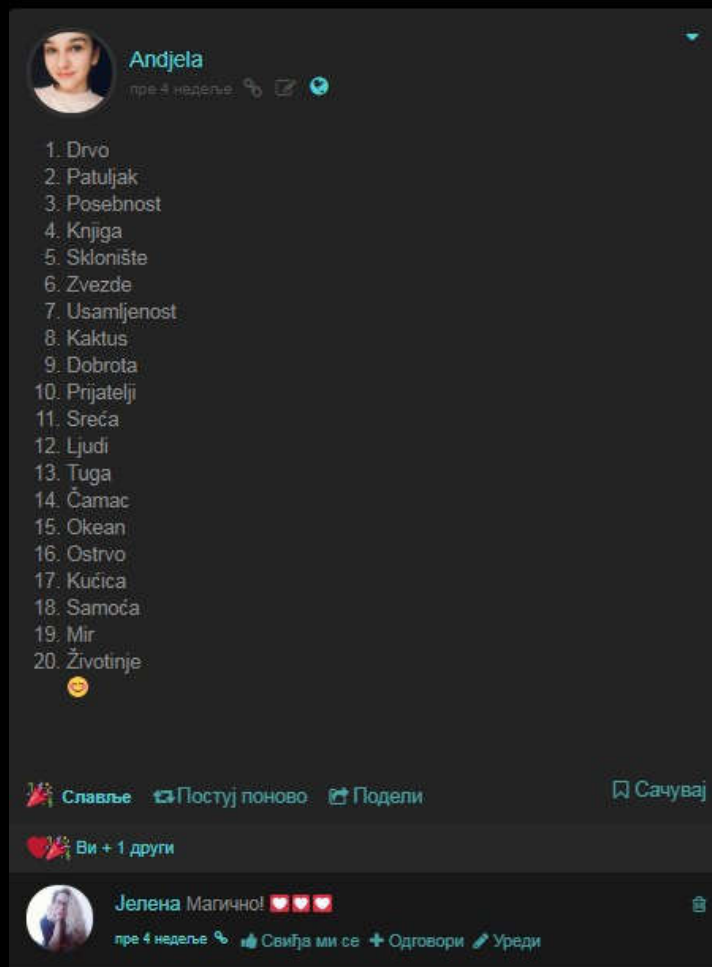 Andjela
пре 4 недеље
1. Drvo
2. Patuljak
3. Posebnost
4. Knjiga
5. Sklonište
6. Zvezde
7. Usamljenost
8. Kaktus
9. Dobrota
10. Prijatelji
11. Sreća
12. Ljudi
13. Tuga
14. Čamac
15. Okean
16. Ostrvo
17. Kućica
18. Samoća
19. Mir
20. Životinje
😊
🎉 Славље Постуј поново Подели Сачувај
❤️🎉 Ви + 1 други
Јелена Магично! 💟💟💟
пре 4 недеље Свиђа ми се Одговори Уреди